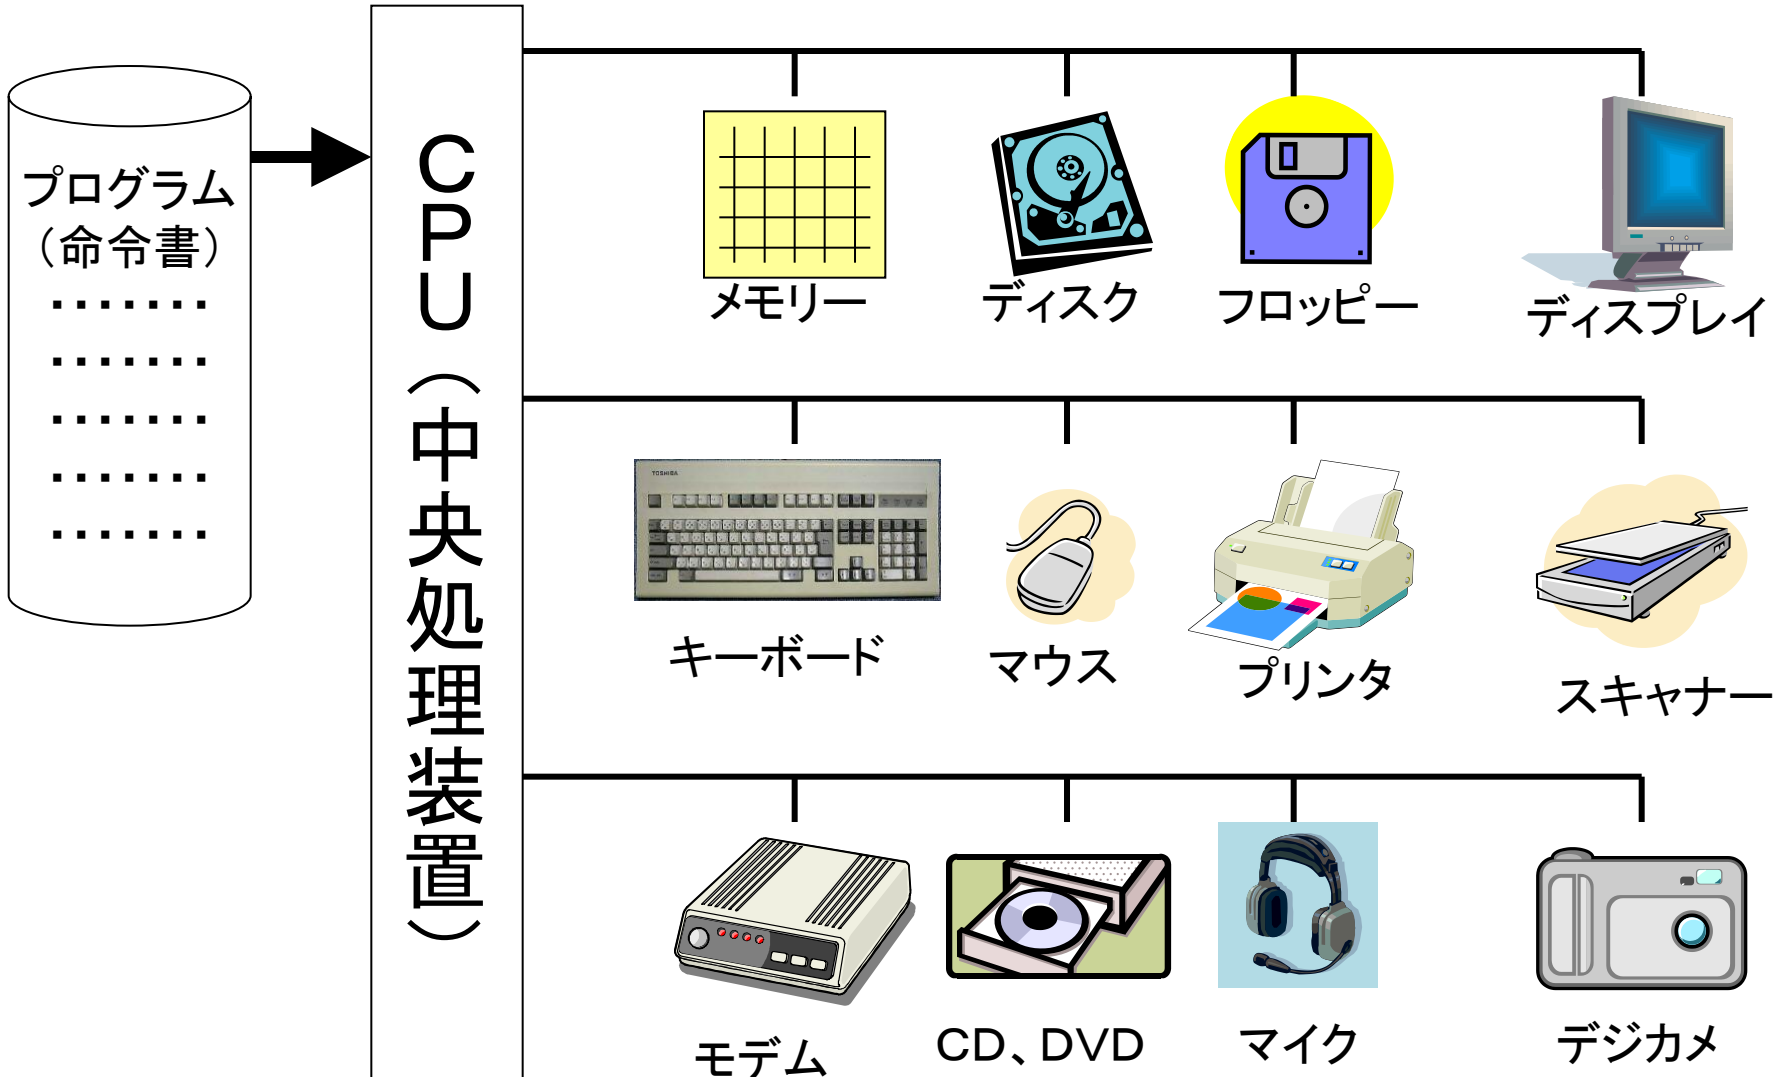 プログラム
(命令書)
・・・・・・・
・・・・・・・
・・・・・・・
・・・・・・・
・・・・・・・
CPU(中央処理装置)
メモリー
ディスク
フロッピー
ディスプレイ
TOSHIBA
キーボード
マウス
プリンタ
スキャナー
モデム
CD、DVD
マイク
デジカメ